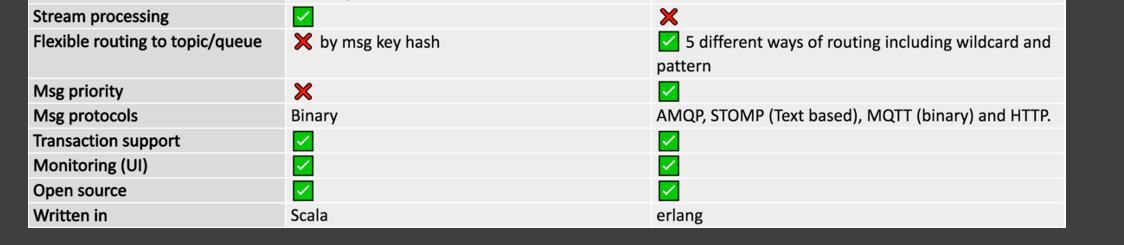 Stream processing ✅ ❌
Flexible routing to topic/queue ❌ by msg key hash ✅ 5 different ways of routing including wildcard and
pattern
Msg priority ❌ ✅
Msg protocols Binary AMQP, STOMP (Text based), MQTT (binary) and HTTP.
Transaction support ✅ ✅
Monitoring (UI) ✅ ✅
Open source ✅ ✅
Written in Scala erlang